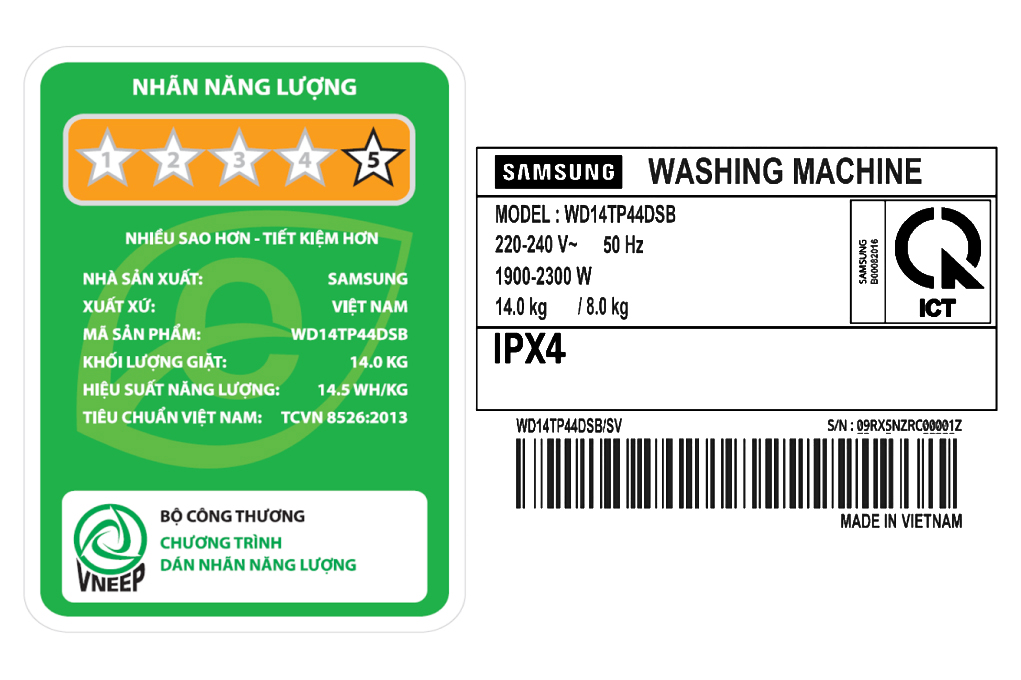 NHÃN NĂNG LƯỢNG
1 2 3 4 5
NHIỀU SAO HƠN - TIẾT KIỆM HƠN
NHÀ SẢN XUẤT: SAMSUNG
XUẤT XỨ: VIỆT NAM
MÃ SẢN PHẨM: WD14TP44DSB
KHỐI LƯỢNG GIẶT: 14.0 KG
HIỆU SUẤT NĂNG LƯỢNG: 14.5 WH/KG
TIÊU CHUẨN VIỆT NAM: TCVN 8526:2013
VNEEP
BỘ CÔNG THƯƠNG
CHƯƠNG TRÌNH
DÁN NHÃN NĂNG LƯỢNG
SAMSUNG WASHING MACHINE
MODEL : WD14TP44DSB
220-240 V~ 50 Hz
1900-2300 W
14.0 kg / 8.0 kg
SAMSUNG
B00082016
ICT
IPX4
WD14TP44DSB/SV S/N : 09RX5NZRC00001Z
MADE IN VIETNAM